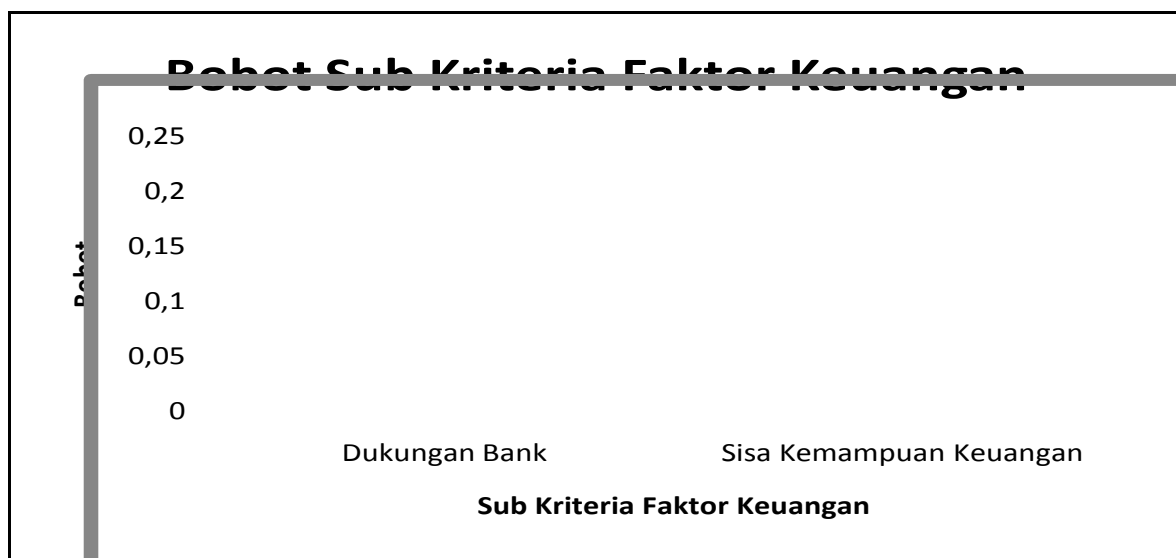 Bobot Sub Kriteria Faktor Keuangan
0,25
0,2
0,15
0,1
0,05
0
Bobot
Dukungan Bank
Sisa Kemampuan Keuangan
Sub Kriteria Faktor Keuangan